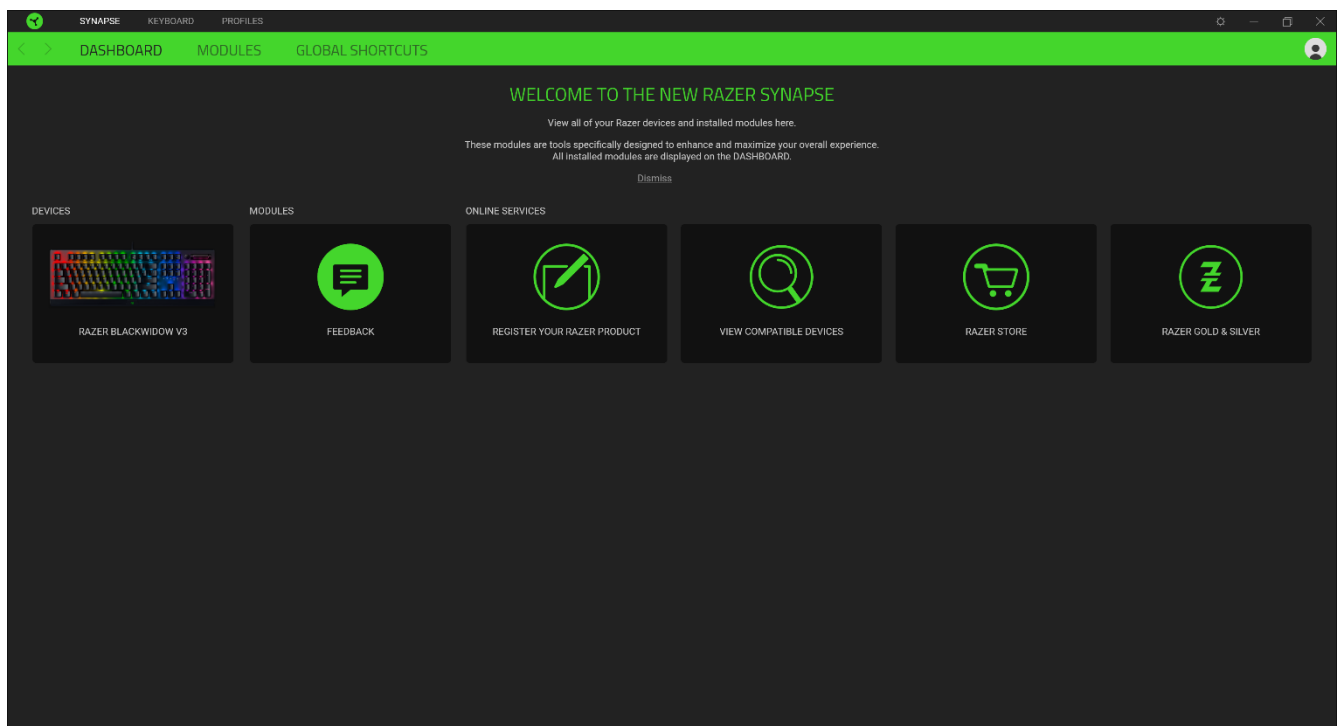 SYNAPSE KEYBOARD PROFILES
DASHBOARD MODULES GLOBAL SHORTCUTS
WELCOME TO THE NEW RAZER SYNAPSE
View all of your Razer devices and installed modules here.
These modules are tools specifically designed to enhance and maximize your overall experience.
All installed modules are displayed on the DASHBOARD.
Dismiss
DEVICES MODULES ONLINE SERVICES
RAZER BLACKWIDOW V3 FEEDBACK REGISTER YOUR RAZER PRODUCT VIEW COMPATIBLE DEVICES RAZER STORE RAZER GOLD & SILVER